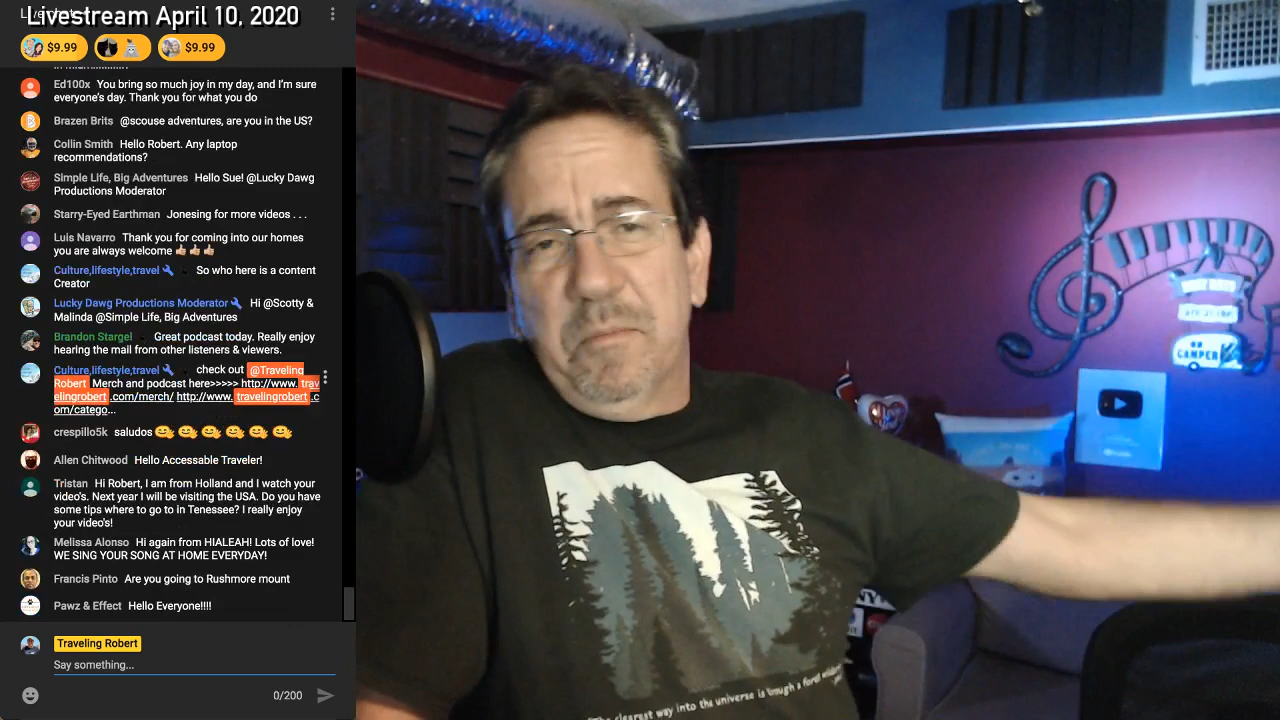 Livestream April 10, 2020
$9.99 $9.99
Ed100x You bring so much joy in my day, and I'm sure
everyone's day. Thank you for what you do
Brazen Brits @scouse adventures, are you in the US?
Collin Smith Hello Robert. Any laptop
recommendations?
Simple Life, Big Adventures Hello Sue! @Lucky Dawg
Productions Moderator
Starry-Eyed Earthman Jonesing for more videos . . .
Luis Navarro Thank you for coming into our homes
you are always welcome 👍🏼👍🏼👍🏼
Culture,lifestyle,travel So who here is a content
Creator
Lucky Dawg Productions Moderator Hi @Scotty &
Malinda @Simple Life, Big Adventures
Brandon Stargel Great podcast today. Really enjoy
hearing the mail from other listeners & viewers.
Culture,lifestyle,travel check out @Traveling
Robert Merch and podcast here>>>>> http://www. trav
elingrobert .com/merch/ http://www. travelingrobert .c
om/catego...
crespillo5k saludos
Allen Chitwood Hello Accessable Traveler!
Tristan Hi Robert, I am from Holland and I watch your
video's. Next year I will be visiting the USA. Do you have
some tips where to go to in Tenessee? I really enjoy
your video's!
Melissa Alonso Hi again from HIALEAH! Lots of love!
WE SING YOUR SONG AT HOME EVERYDAY!
Francis Pinto Are you going to Rushmore mount
Pawz & Effect Hello Everyone!!!!
Traveling Robert
Say something...
0/200
CAMPER
"The clearest way into the universe is through a forest